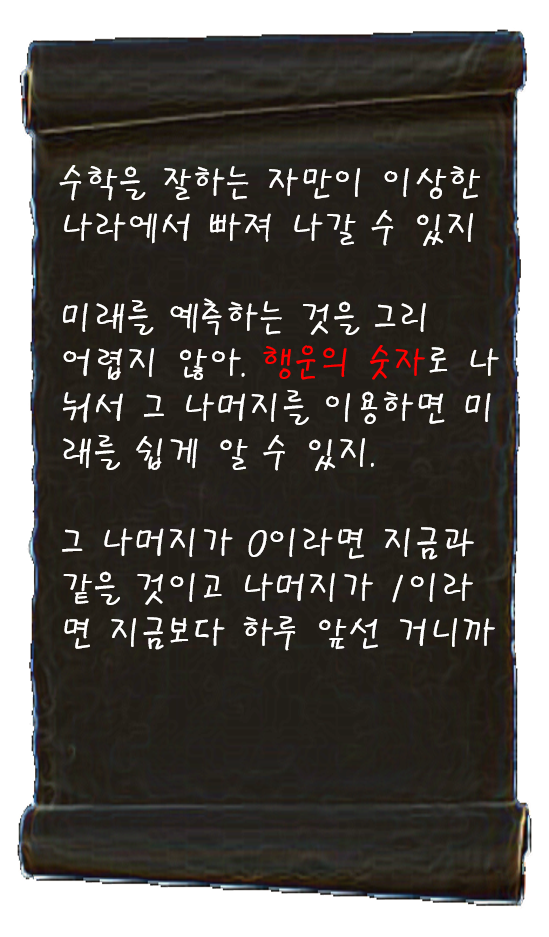 수학을 잘하는 자만이 이상한
나라에서 빠져 나갈 수 있지
미래를 예측하는 것을 그리
어렵지 않아. 행운의 숫자로 나
눠서 그 나머지를 이용하면 미
래를 쉽게 알 수 있지.
그 나머지가 0이라면 지금과
같을 것이고 나머지가 1이라
면 지금보다 하루 앞선 거니까